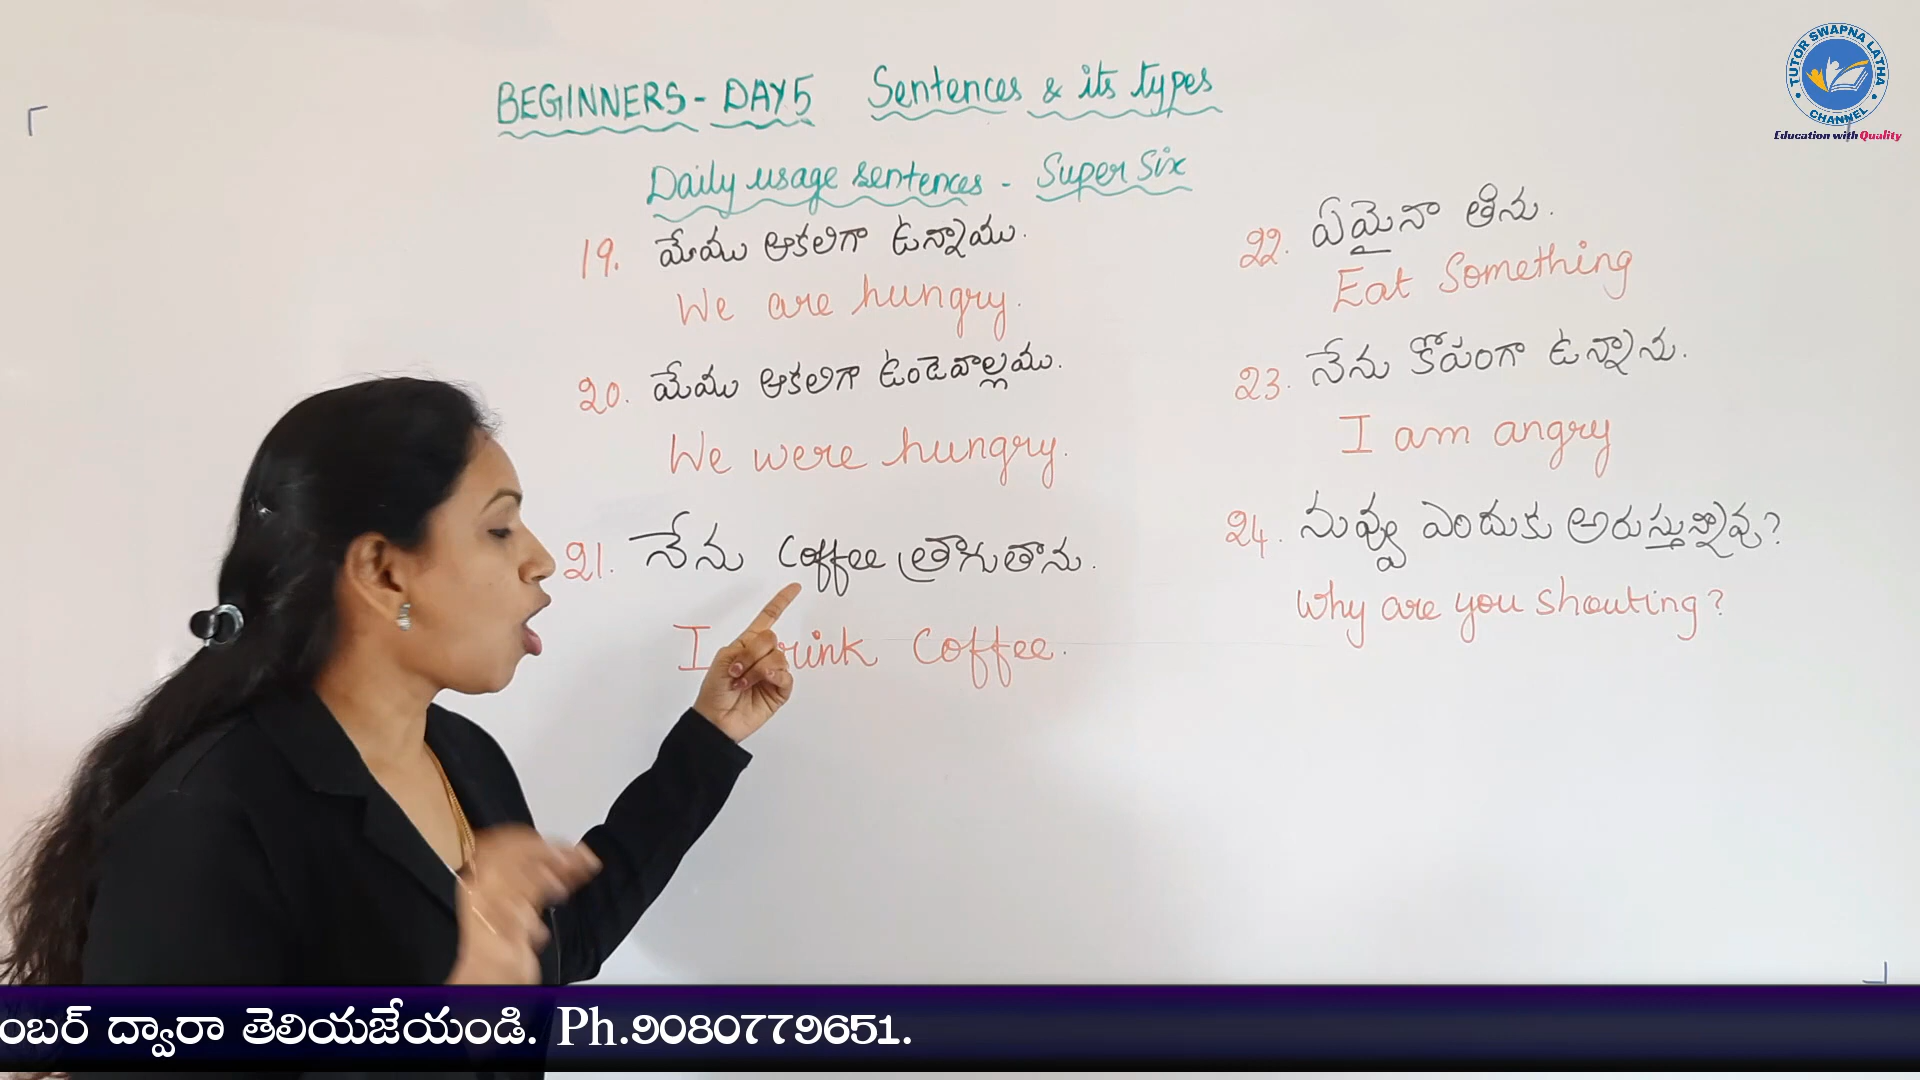 BEGINNERS - DAY 5 Sentences & its types
Daily usage sentences - Super Six
19. మేము ఆకలిగా ఉన్నాము.
We are hungry.
20. మేము ఆకలిగా ఉండెవాల్లము.
We were hungry.
21. నేను Coffee త్రాగుతాను.
I drink Coffee.
22. ఏమైనా తిను.
Eat Something
23. నేను కోపంగా ఉన్నాను.
I am angry
24. నువ్వు ఎందుకు అరుస్తున్నావు?
Why are you shouting?
TUTOR SWAPNA LATHA
CHANNEL
Education with Quality
ంబర్ ద్వారా తెలియజేయండి. Ph.9080779651.